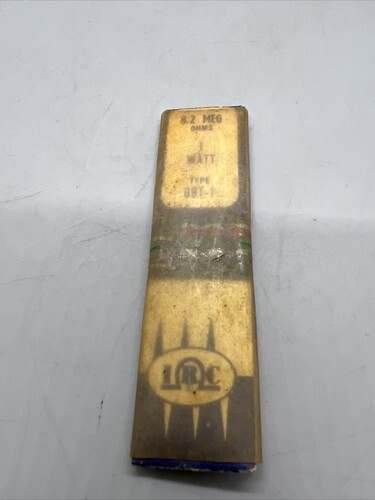 8.2 MEG
OHMS
1
WATT
TYPE
IRC